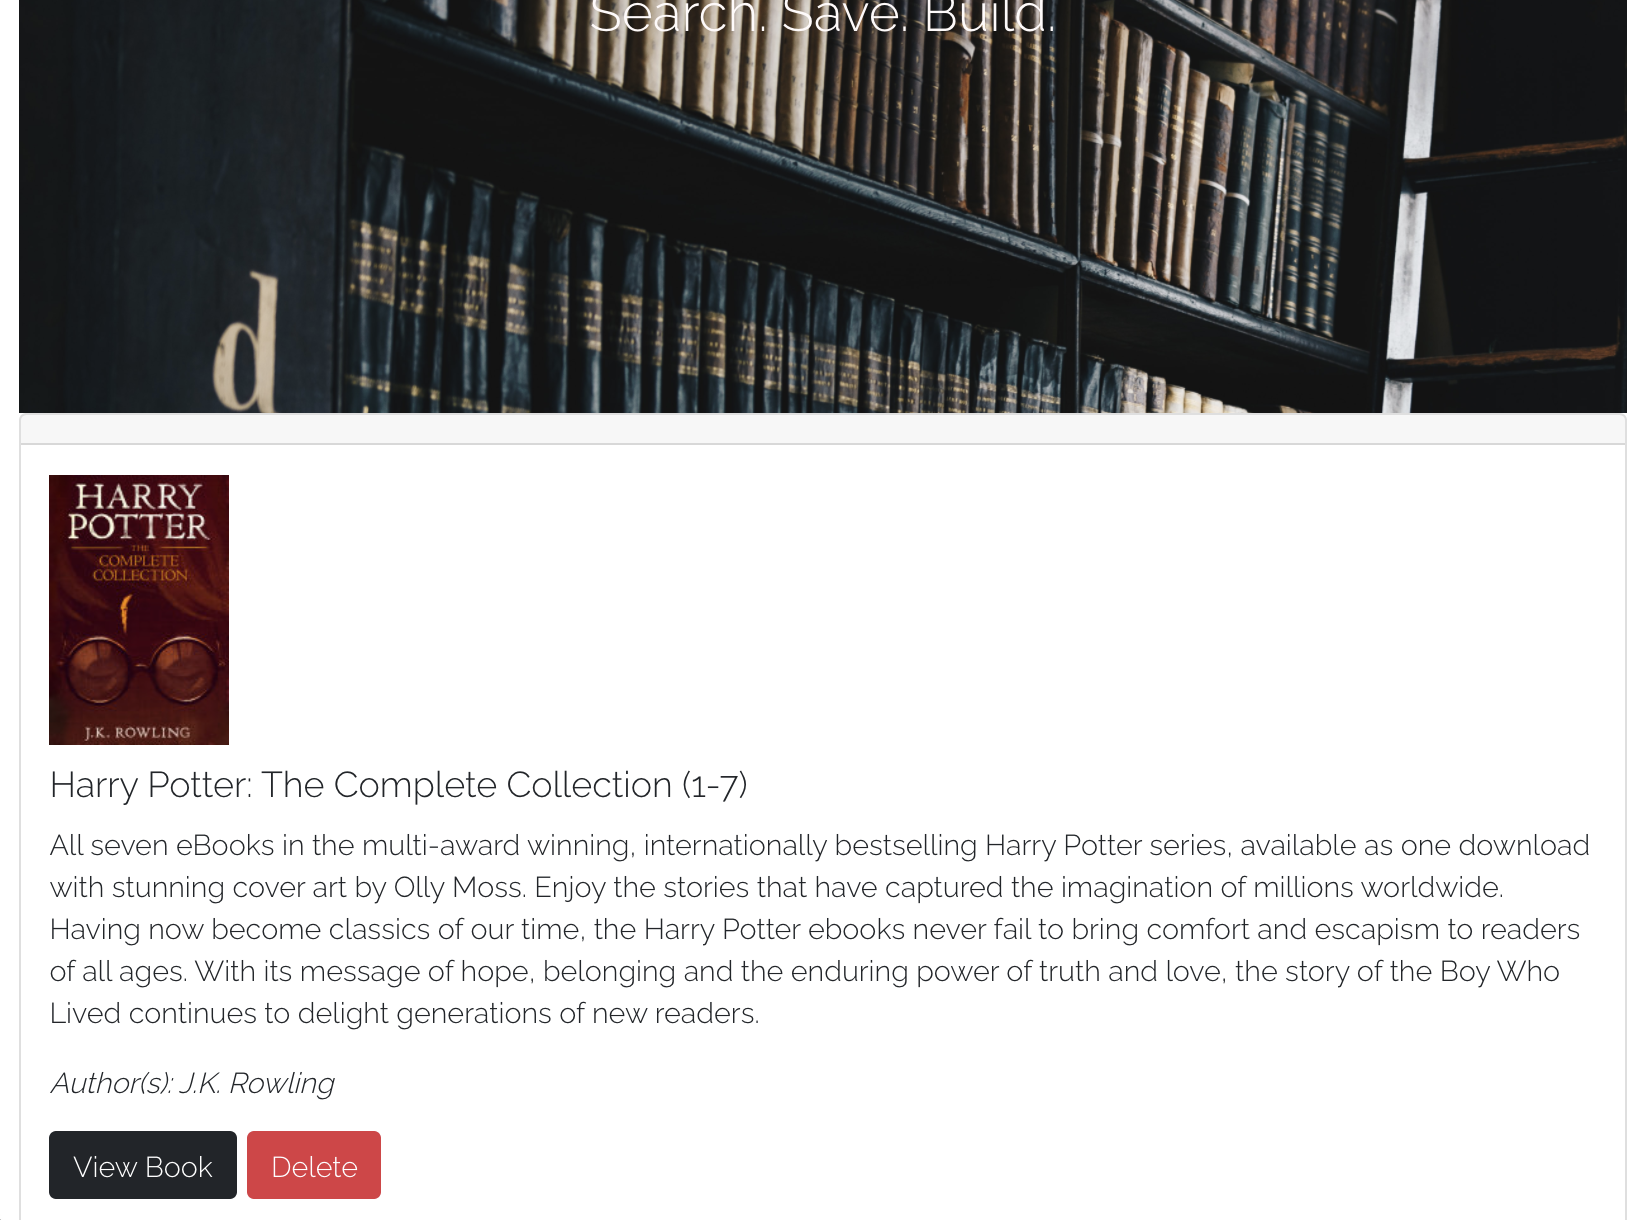 Search. Save. Build.
d
HARRY
POTTER
THE
COMPLETE
COLLECTION
J.K. ROWLING
Harry Potter: The Complete Collection (1-7)
All seven eBooks in the multi-award winning, internationally bestselling Harry Potter series, available as one download
with stunning cover art by Olly Moss. Enjoy the stories that have captured the imagination of millions worldwide.
Having now become classics of our time, the Harry Potter ebooks never fail to bring comfort and escapism to readers
of all ages. With its message of hope, belonging and the enduring power of truth and love, the story of the Boy Who
Lived continues to delight generations of new readers.
Author(s): J.K. Rowling
View Book
Delete